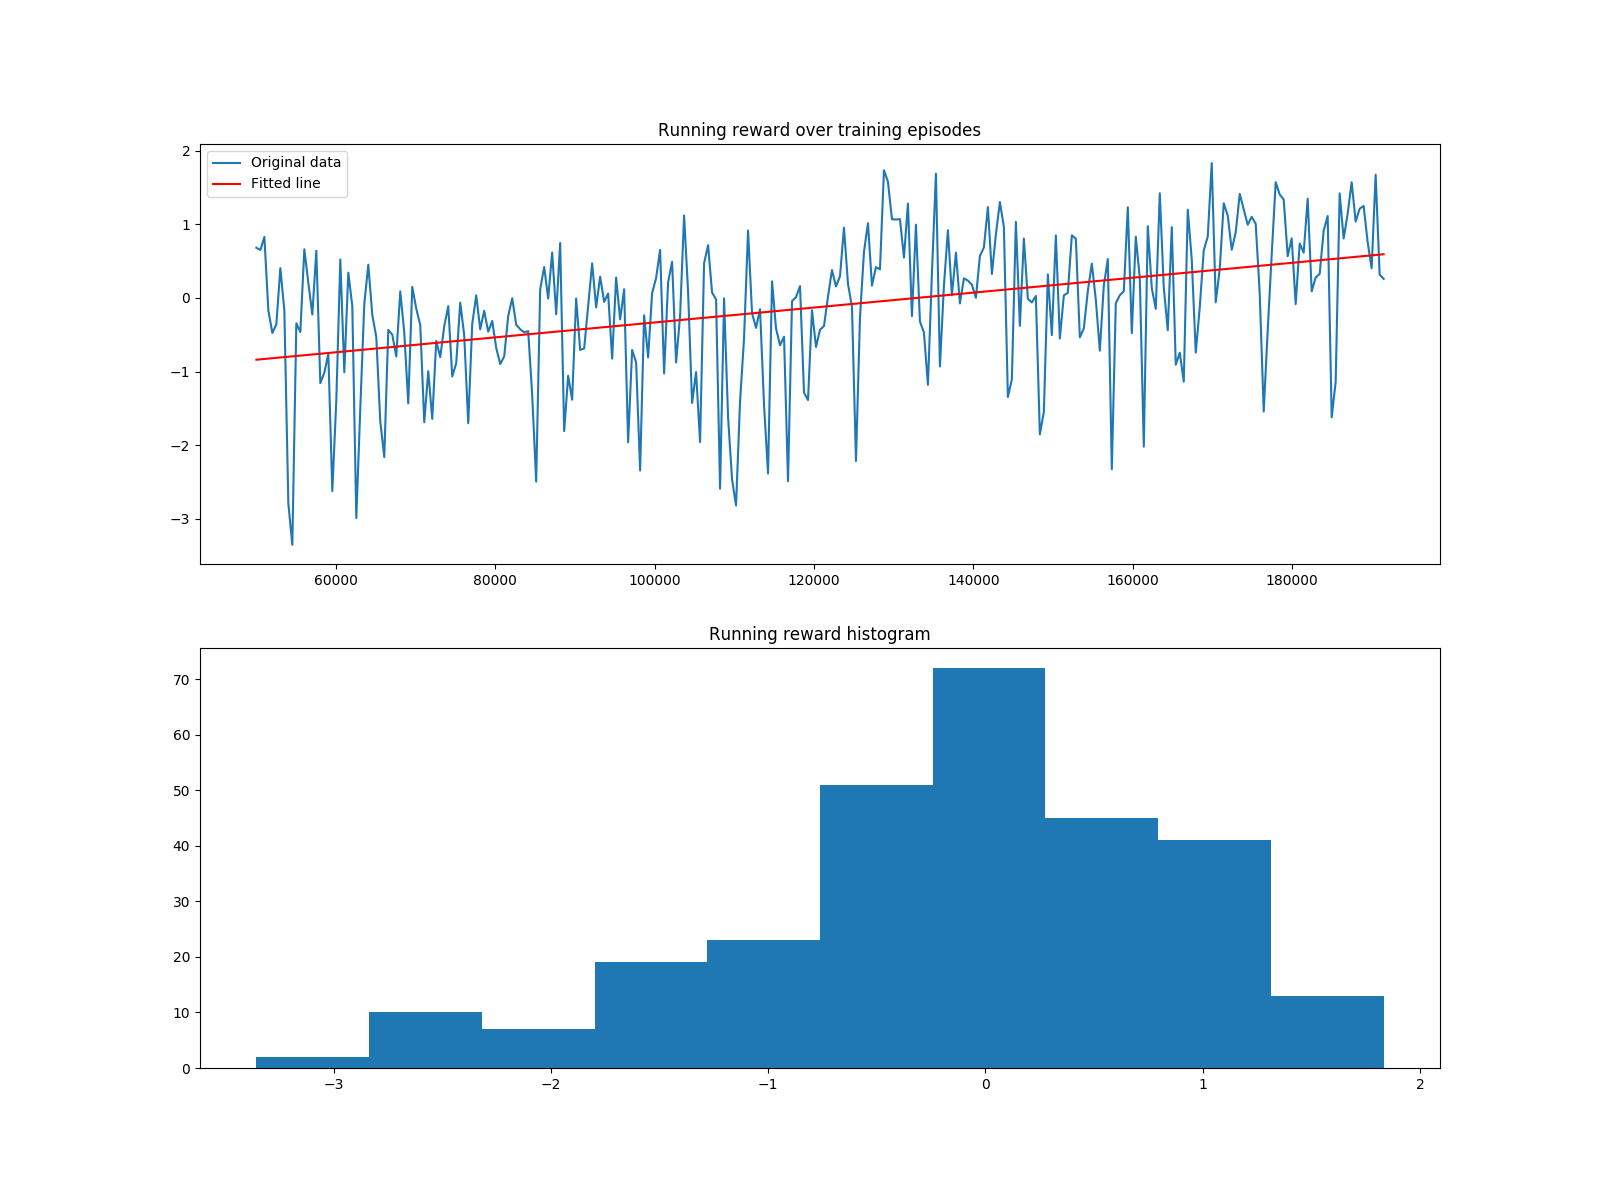 Running reward over training episodes
Original data
Fitted line
2
1
0
−1
−2
−3
60000 80000 100000 120000 140000 160000 180000
Running reward histogram
70
60
50
40
30
20
10
0
−3 −2 −1 0 1 2